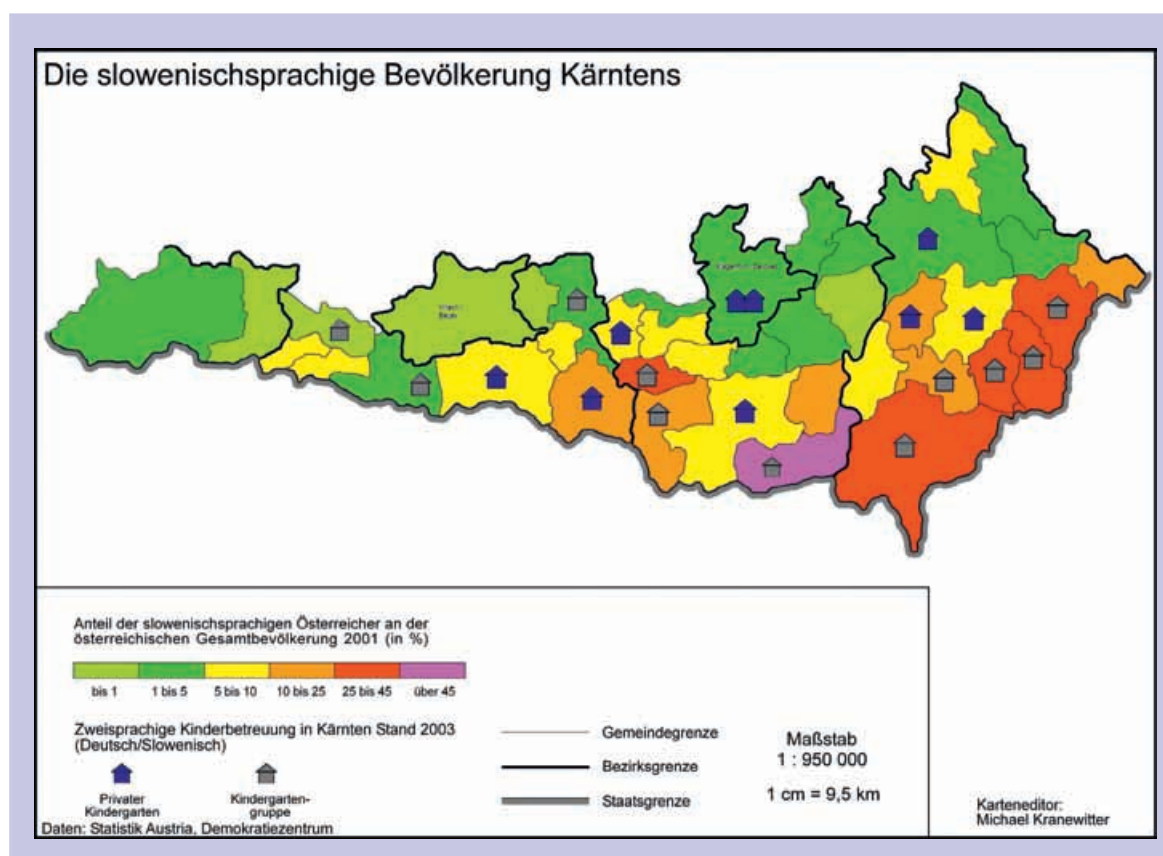 Die slowenischsprachige Bevölkerung Kärntens
Anteil der slowenischsprachigen Österreicher an der
österreichischen Gesamtbevölkerung 2001 (in %)
bis 1
1 bis 5
5 bis 10
10 bis 25
25 bis 45
über 45
Zweisprachige Kinderbetreuung in Kärnten Stand 2003
(Deutsch/Slowenisch)
Privater
Kindergarten
Kindergarten-
gruppe
Gemeindegrenze
Bezirksgrenze
Staatsgrenze
Maßstab
1 : 950 000
1 cm = 9,5 km
Daten: Statistik Austria, Demokratiezentrum
Karteneditor:
Michael Kranewitter